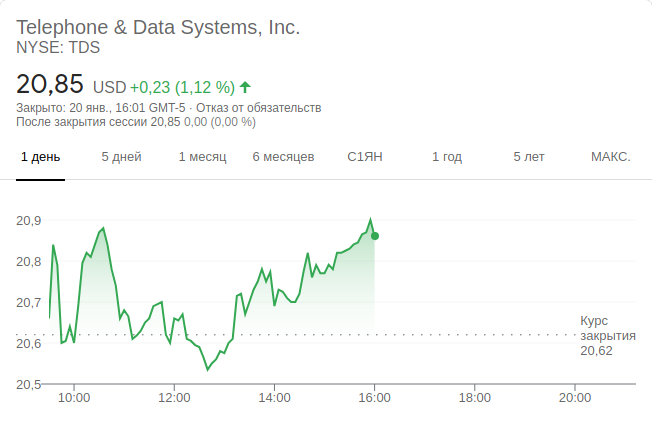 Telephone & Data Systems, Inc.
NYSE: TDS
20,85 USD +0,23 (1,12 %)
Закрыто: 20 янв., 16:01 GMT-5 · Отказ от обязательств
После закрытия сессии 20,85 0,00 (0,00 %)
1 день 5 дней 1 месяц 6 месяцев С1ЯН 1 год 5 лет МАКС.
20,9
20,8
20,7
20,6
20,5
Курс
закрытия
20,62
10:00 12:00 14:00 16:00 18:00 20:00